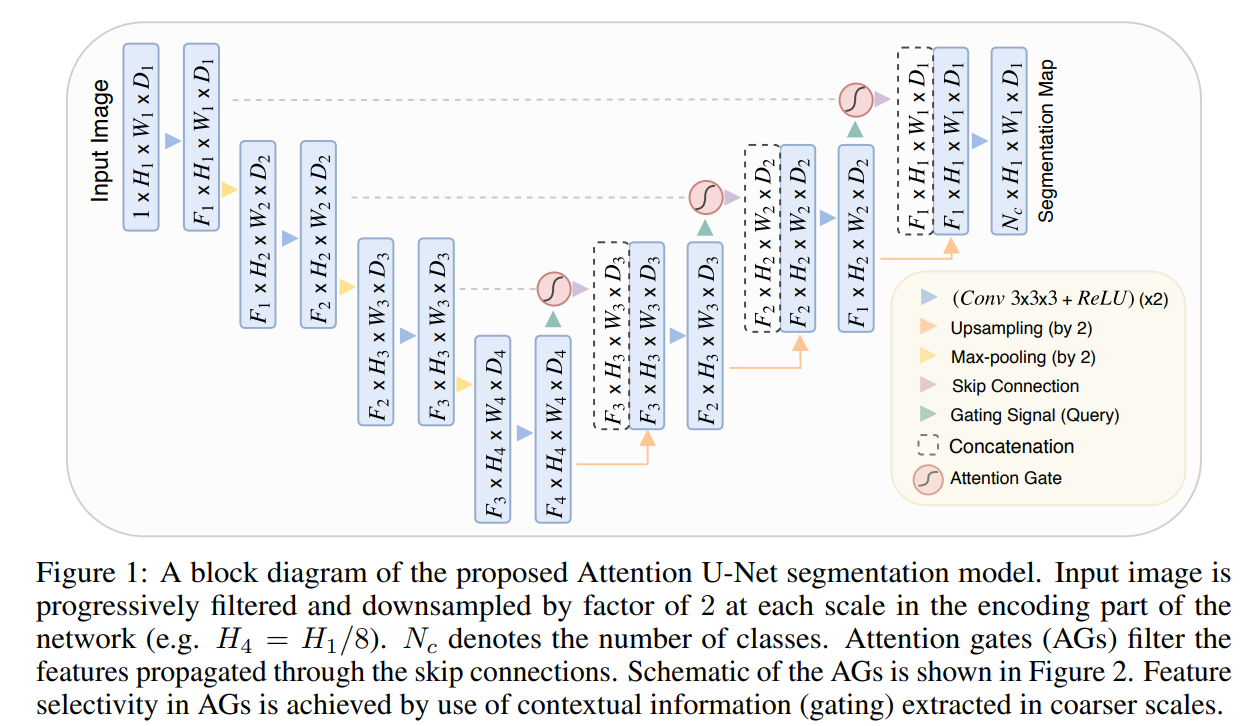 Input Image
1 x H₁ x W₁ x D₁
F₁ x H₁ x W₁ x D₁
F₁ x H₂ x W₂ x D₂
F₂ x H₂ x W₂ x D₂
F₂ x H₃ x W₃ x D₃
F₃ x H₃ x W₃ x D₃
F₃ x H₄ x W₄ x D₄
F₄ x H₄ x W₄ x D₄
F₃ x H₃ x W₃ x D₃
F₃ x H₃ x W₃ x D₃
F₂ x H₃ x W₃ x D₃
F₂ x H₂ x W₂ x D₂
F₂ x H₂ x W₂ x D₂
F₁ x H₂ x W₂ x D₂
F₁ x H₁ x W₁ x D₁
F₁ x H₁ x W₁ x D₁
N_c x H₁ x W₁ x D₁
Segmentation Map
(Conv 3x3x3 + ReLU) (x2)
Upsampling (by 2)
Max-pooling (by 2)
Skip Connection
Gating Signal (Query)
Concatenation
Attention Gate
Figure 1: A block diagram of the proposed Attention U-Net segmentation model. Input image is
progressively filtered and downsampled by factor of 2 at each scale in the encoding part of the
network (e.g. H₄ = H₁/8). N_c denotes the number of classes. Attention gates (AGs) filter the
features propagated through the skip connections. Schematic of the AGs is shown in Figure 2. Feature
selectivity in AGs is achieved by use of contextual information (gating) extracted in coarser scales.